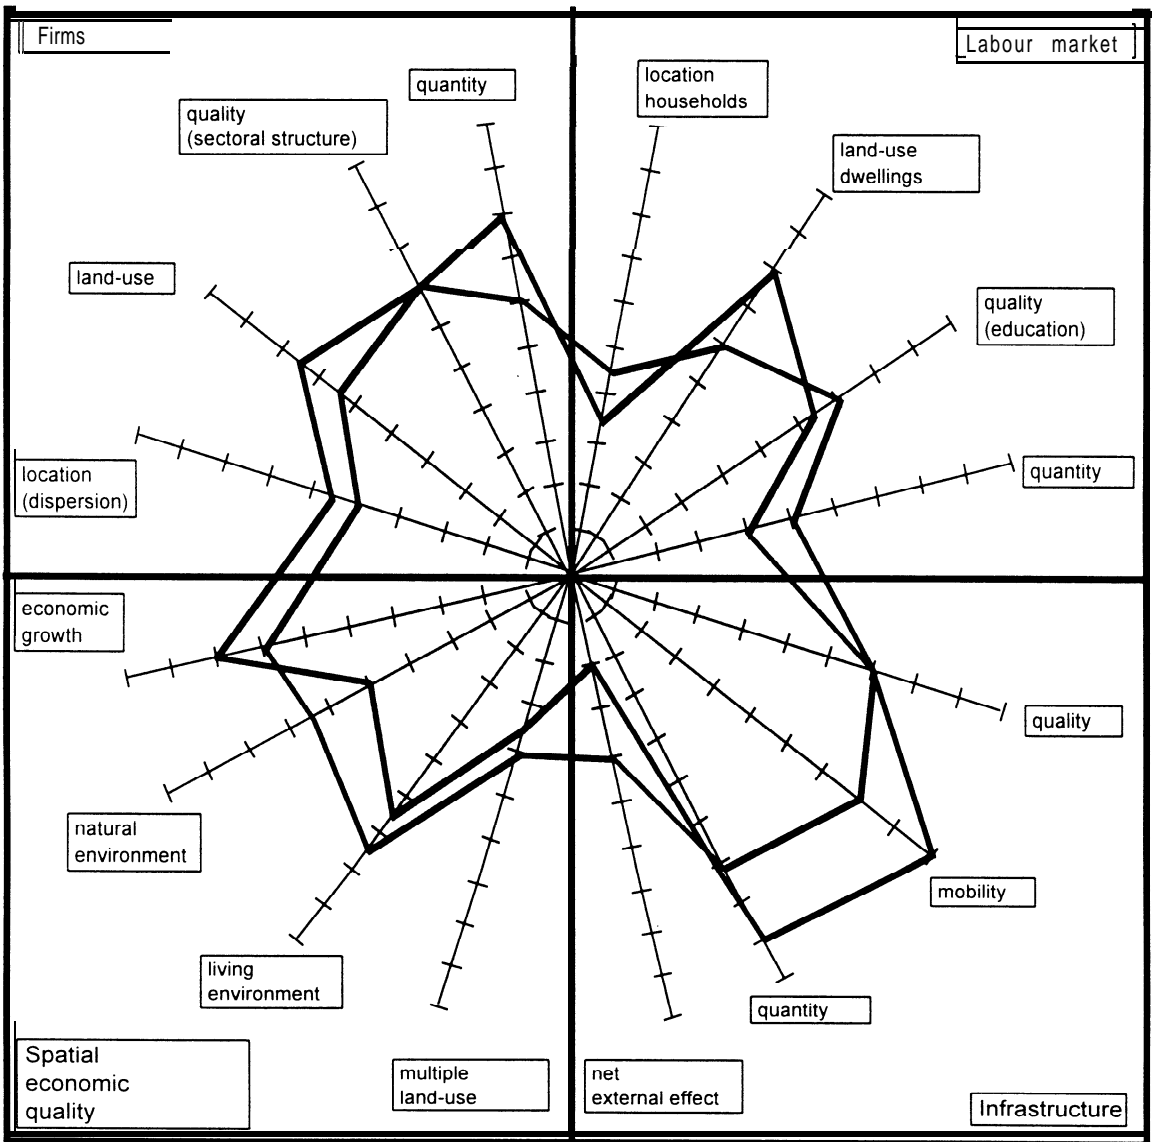 Firms
Labour market
quantity
location
households
quality
(sectoral structure)
land-use
dwellings
land-use
quality
(education)
location
(dispersion)
quantity
economic
growth
quality
natural
environment
mobility
living
environment
quantity
Spatial
economic
quality
multiple
land-use
net
external effect
Infrastructure